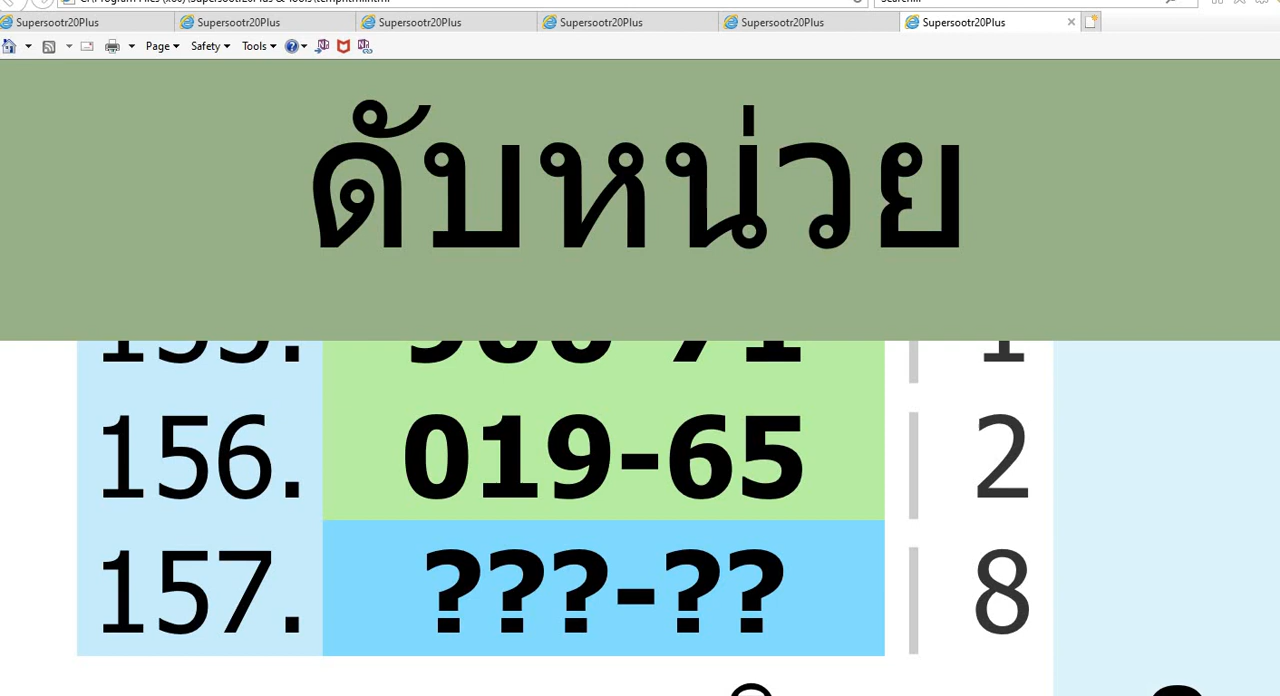 Supersootr20Plus Supersootr20Plus Supersootr20Plus Supersootr20Plus Supersootr20Plus Supersootr20Plus
Page Safety Tools
ดับหน่วย
156. 019-65 2
157. ???-?? 8